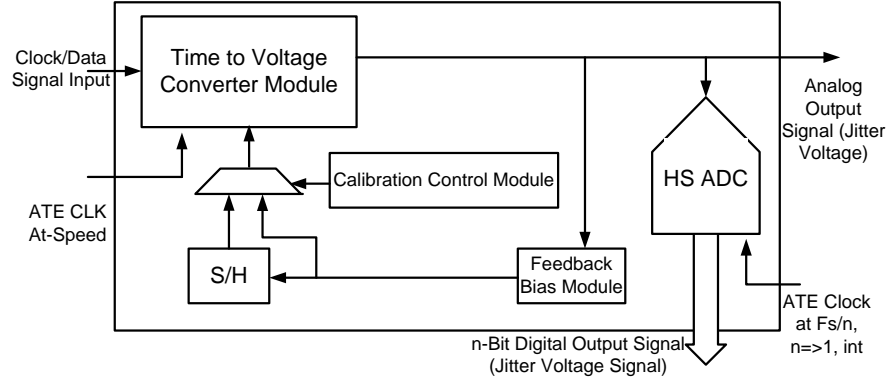 Clock/Data
Signal Input
Time to Voltage
Converter Module
Analog
Output
Signal (Jitter
Voltage)
HS ADC
Calibration Control Module
ATE CLK
At-Speed
S/H
Feedback
Bias Module
ATE Clock
at Fs/n,
n=>1, int
n-Bit Digital Output Signal
(Jitter Voltage Signal)